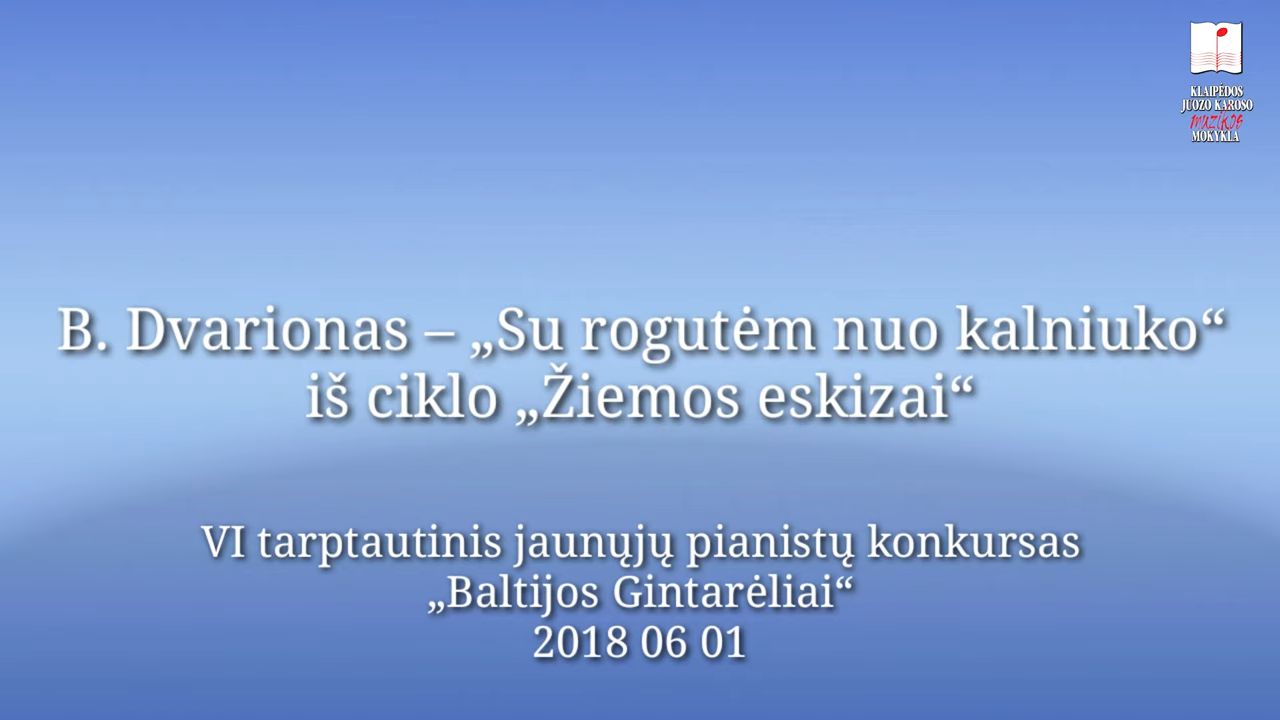 KLAIPĖDOS
JUOZO KAROSO
muzikos
MOKYKLA
B. Dvarionas – „Su rogutėm nuo kalniuko“
iš ciklo „Žiemos eskizai“
VI tarptautinis jaunųjų pianistų konkursas
„Baltijos Gintarėliai“
2018 06 01